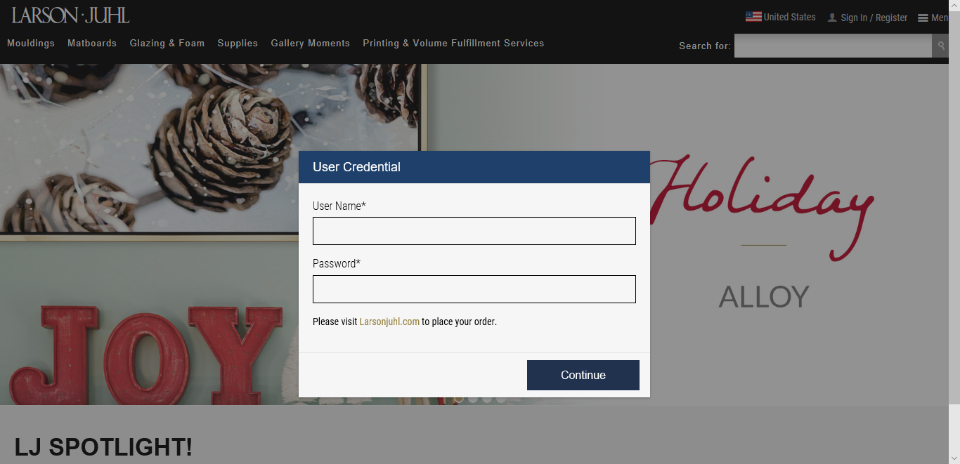 LARSON·JUHL
United States
Sign In / Register
Men
Mouldings Matboards Glazing & Foam Supplies Gallery Moments Printing & Volume Fulfillment Services
Search for:
User Credential
User Name*
Password*
Please visit Larsonjuhl.com to place your order.
Continue
Holiday
ALLOY
JOY
LJ SPOTLIGHT!